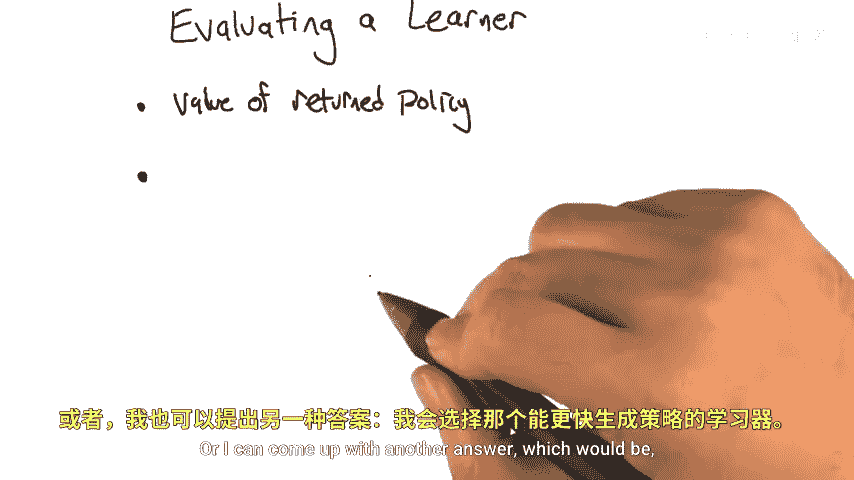 Evaluating a Learner
• Value of returned Policy
•
或者，我也可以提出另一种答案：我会选择那个能更快生成策略的学习器。
Or I can come up with another answer, which would be,